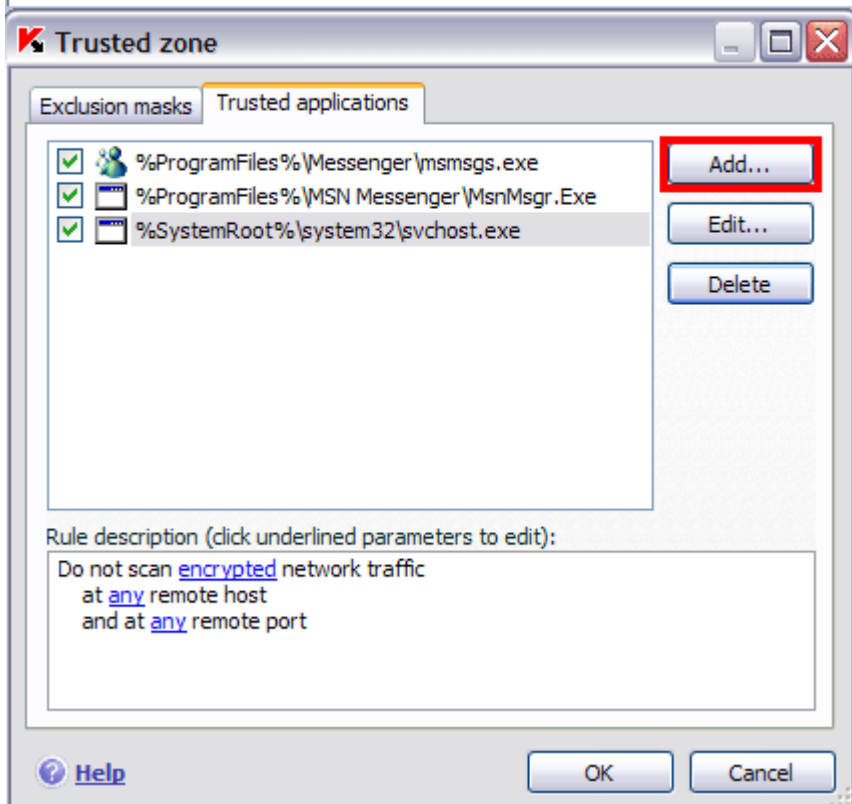 Trusted zone
Exclusion masks Trusted applications
%ProgramFiles%\Messenger\msmsgs.exe Add...
%ProgramFiles%\MSN Messenger\MsnMsgr.Exe
%SystemRoot%\system32\svchost.exe Edit...
Delete
Rule description (click underlined parameters to edit):
Do not scan encrypted network traffic
at any remote host
and at any remote port
Help OK Cancel